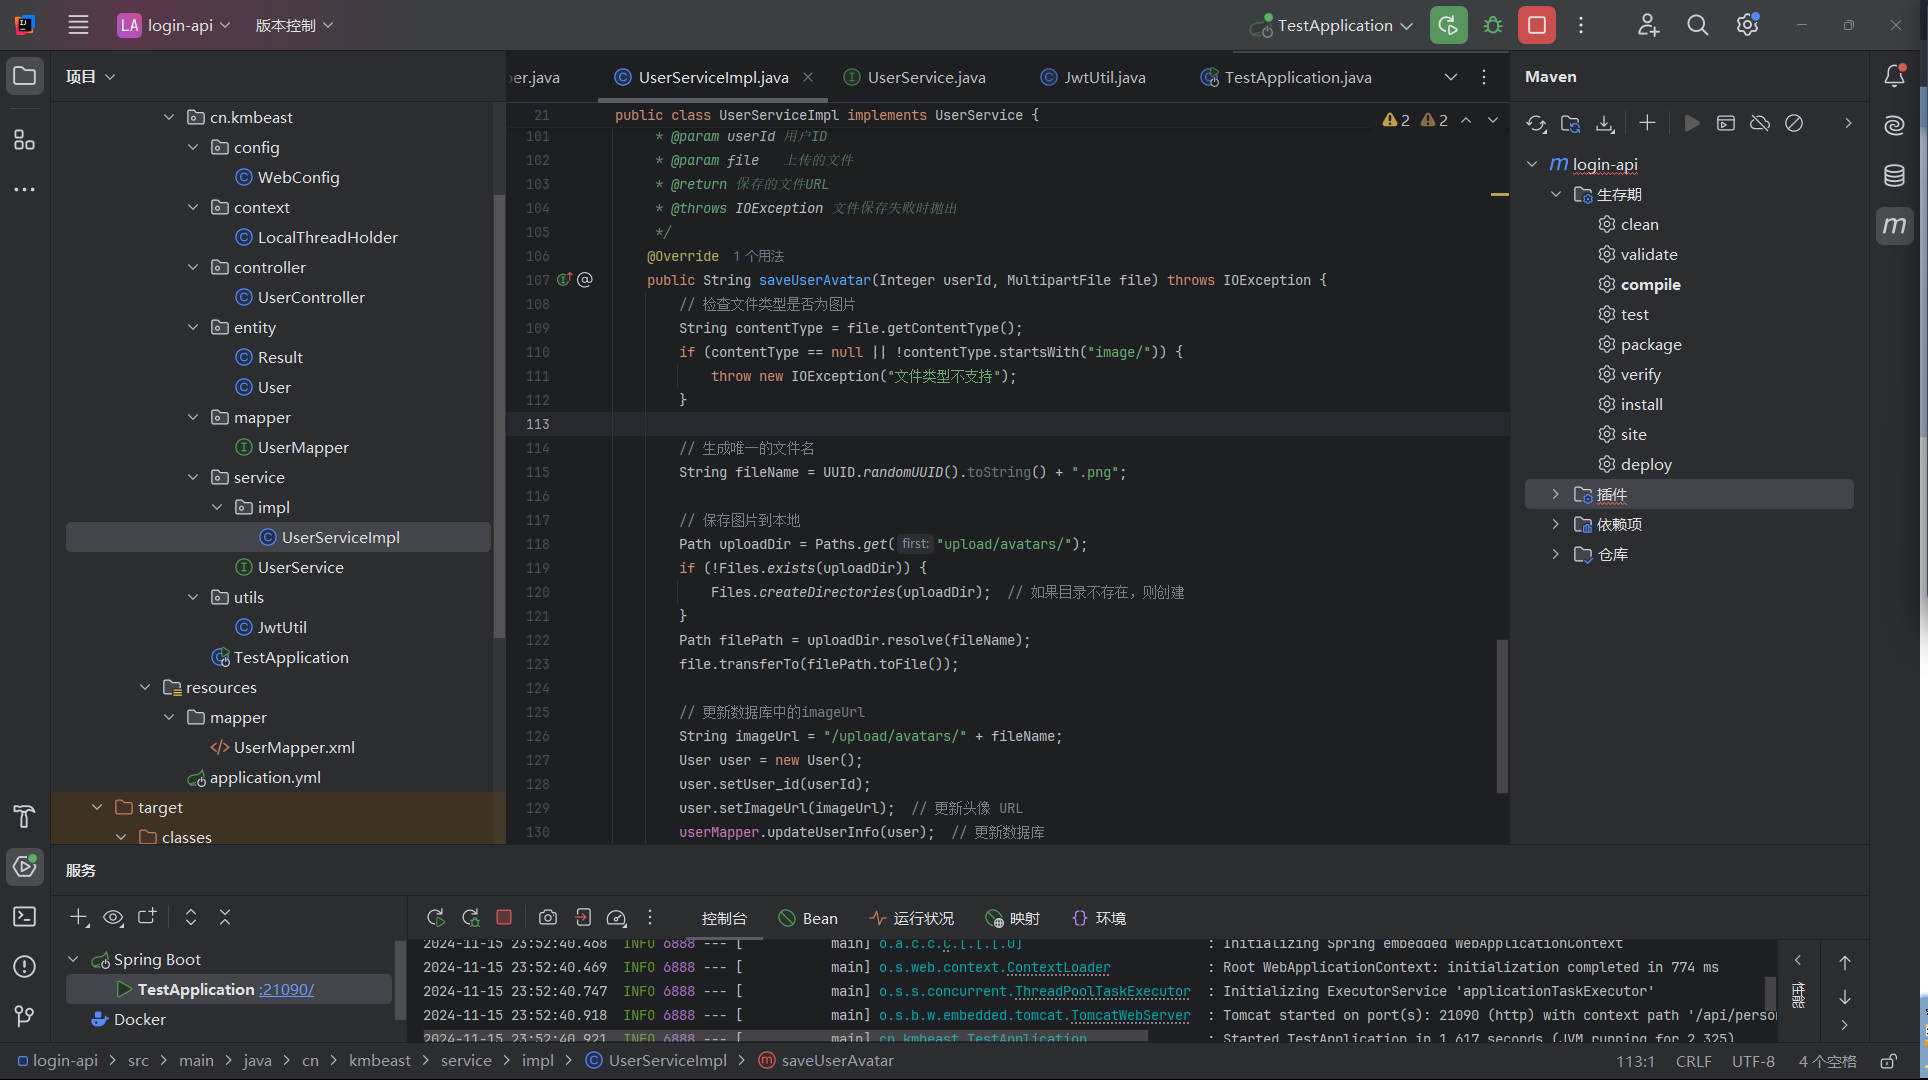 LA login-api 版本控制 TestApplication
项目
er.java UserServiceImpl.java UserService.java JwtUtil.java TestApplication.java
Maven
cn.kmbeast
config
WebConfig
context
LocalThreadHolder
controller
UserController
entity
Result
User
mapper
UserMapper
service
impl
UserServiceImpl
UserService
utils
JwtUtil
TestApplication
resources
mapper
UserMapper.xml
application.yml
target
classes
21 public class UserServiceImpl implements UserService {
2 2
101 * @param userId 用户ID
102 * @param file 上传的文件
103 * @return 保存的文件URL
104 * @throws IOException 文件保存失败时抛出
105 */
106 @Override 1 个用法
107 public String saveUserAvatar(Integer userId, MultipartFile file) throws IOException {
108 // 检查文件类型是否为图片
109 String contentType = file.getContentType();
110 if (contentType == null || !contentType.startsWith("image/")) {
111 throw new IOException("文件类型不支持");
112 }
113
114 // 生成唯一的文件名
115 String fileName = UUID.randomUUID().toString() + ".png";
116
117 // 保存图片到本地
118 Path uploadDir = Paths.get( first: "upload/avatars/");
119 if (!Files.exists(uploadDir)) {
120 Files.createDirectories(uploadDir); // 如果目录不存在，则创建
121 }
122 Path filePath = uploadDir.resolve(fileName);
123 file.transferTo(filePath.toFile());
124
125 // 更新数据库中的imageUrl
126 String imageUrl = "/upload/avatars/" + fileName;
127 User user = new User();
128 user.setUser_id(userId);
129 user.setImageUrl(imageUrl); // 更新头像 URL
130 userMapper.updateUserInfo(user); // 更新数据库
m login-api
生存期
clean
validate
compile
test
package
verify
install
site
deploy
插件
依赖项
仓库
服务
控制台 Bean 运行状况 映射 环境
Spring Boot
TestApplication :21090/
Docker
2024-11-15 23:52:40.468 INFO 6888 --- [ main] o.a.c.c.C.[.[.[.0] : Initializing Spring embedded WebApplicationContext
2024-11-15 23:52:40.469 INFO 6888 --- [ main] o.s.web.context.ContextLoader : Root WebApplicationContext: initialization completed in 774 ms
2024-11-15 23:52:40.747 INFO 6888 --- [ main] o.s.s.concurrent.ThreadPoolTaskExecutor : Initializing ExecutorService 'applicationTaskExecutor'
2024-11-15 23:52:40.918 INFO 6888 --- [ main] o.s.b.w.embedded.tomcat.TomcatWebServer : Tomcat started on port(s): 21090 (http) with context path '/api/person
2024-11-15 23:52:40.921 INFO 6888 --- [ main] cn.kmbeast.TestApplication : Started TestApplication in 1.617 seconds (JVM running for 2.325)
性能
login-api > src > main > java > cn > kmbeast > service > impl > UserServiceImpl > saveUserAvatar
113:1 CRLF UTF-8 4 个空格